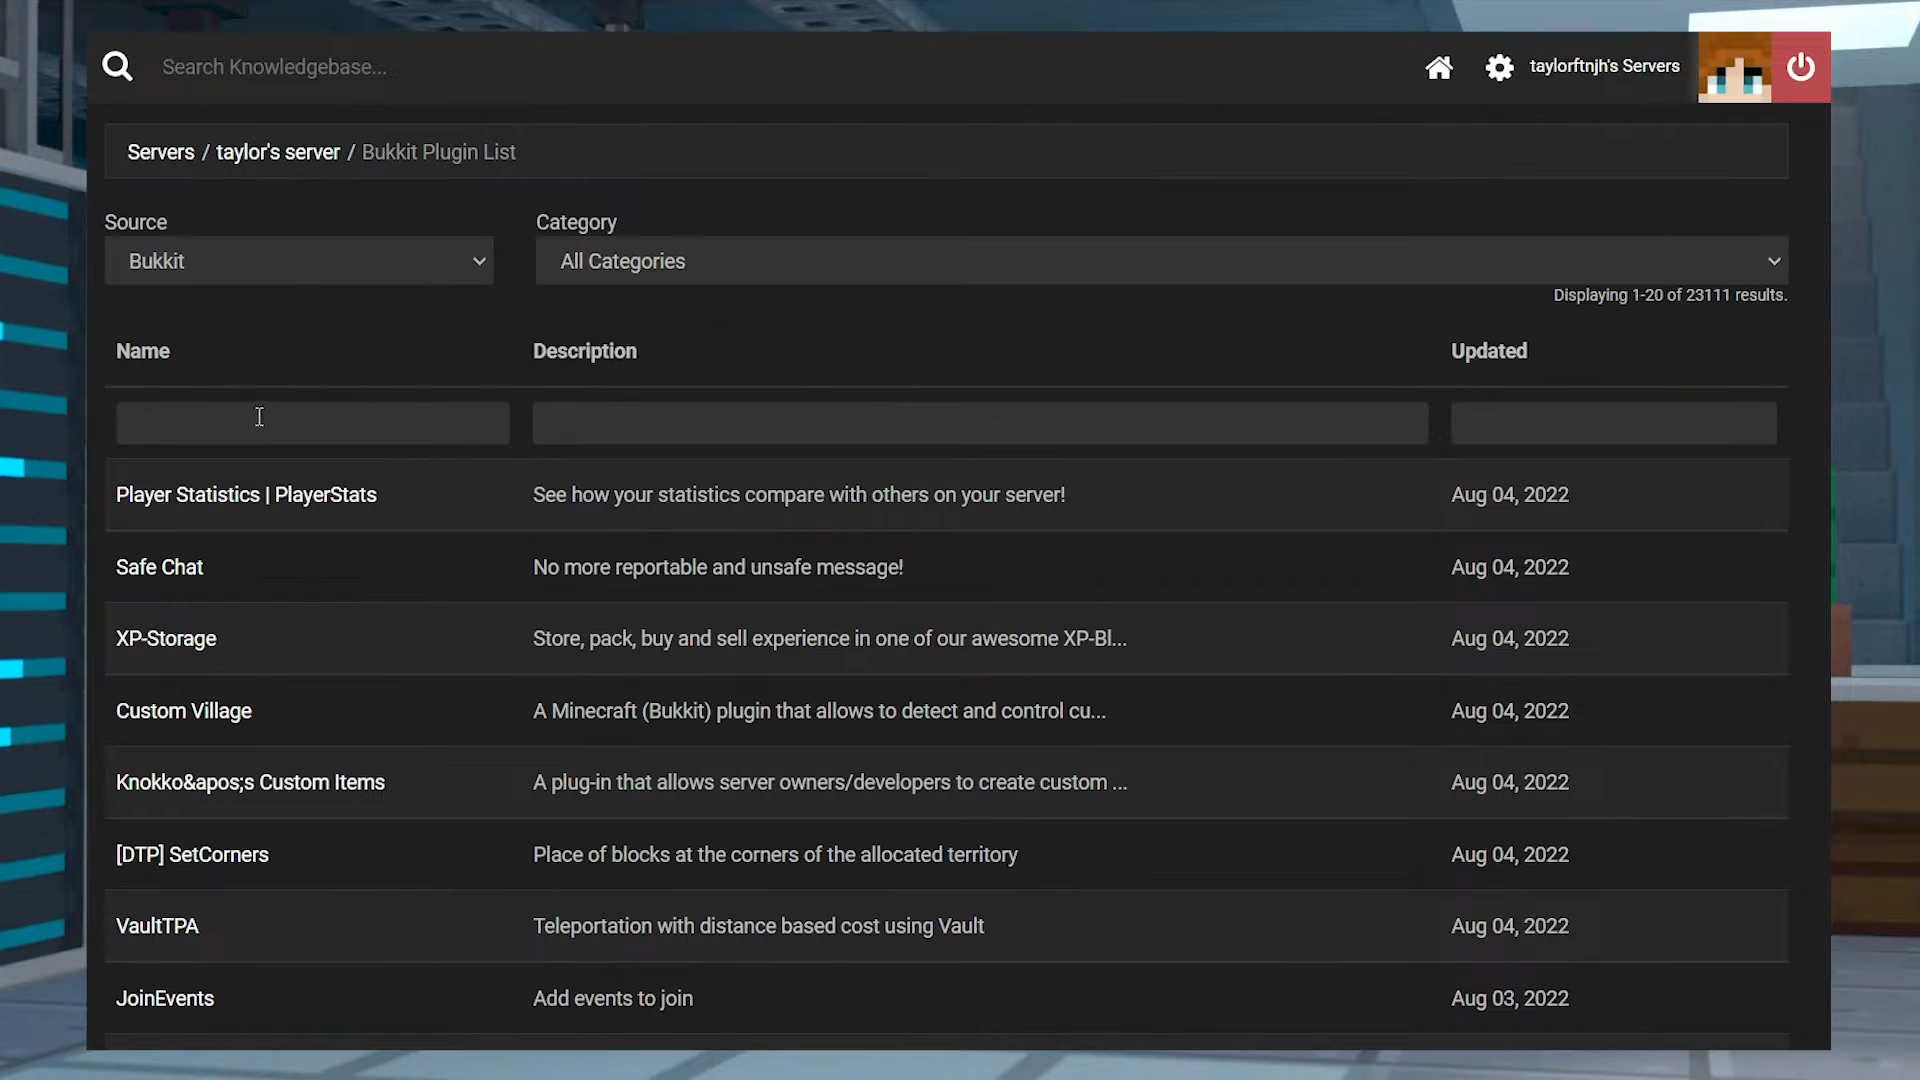 Search Knowledgebase...
taylorftnjh's Servers
Servers / taylor's server / Bukkit Plugin List
Source
Category
Bukkit
All Categories
Displaying 1-20 of 23111 results.
Name Description Updated
Player Statistics | PlayerStats See how your statistics compare with others on your server! Aug 04, 2022
Safe Chat No more reportable and unsafe message! Aug 04, 2022
XP-Storage Store, pack, buy and sell experience in one of our awesome XP-Bl... Aug 04, 2022
Custom Village A Minecraft (Bukkit) plugin that allows to detect and control cu... Aug 04, 2022
Knokko&apos;s Custom Items A plug-in that allows server owners/developers to create custom ... Aug 04, 2022
[DTP] SetCorners Place of blocks at the corners of the allocated territory Aug 04, 2022
VaultTPA Teleportation with distance based cost using Vault Aug 04, 2022
JoinEvents Add events to join Aug 03, 2022